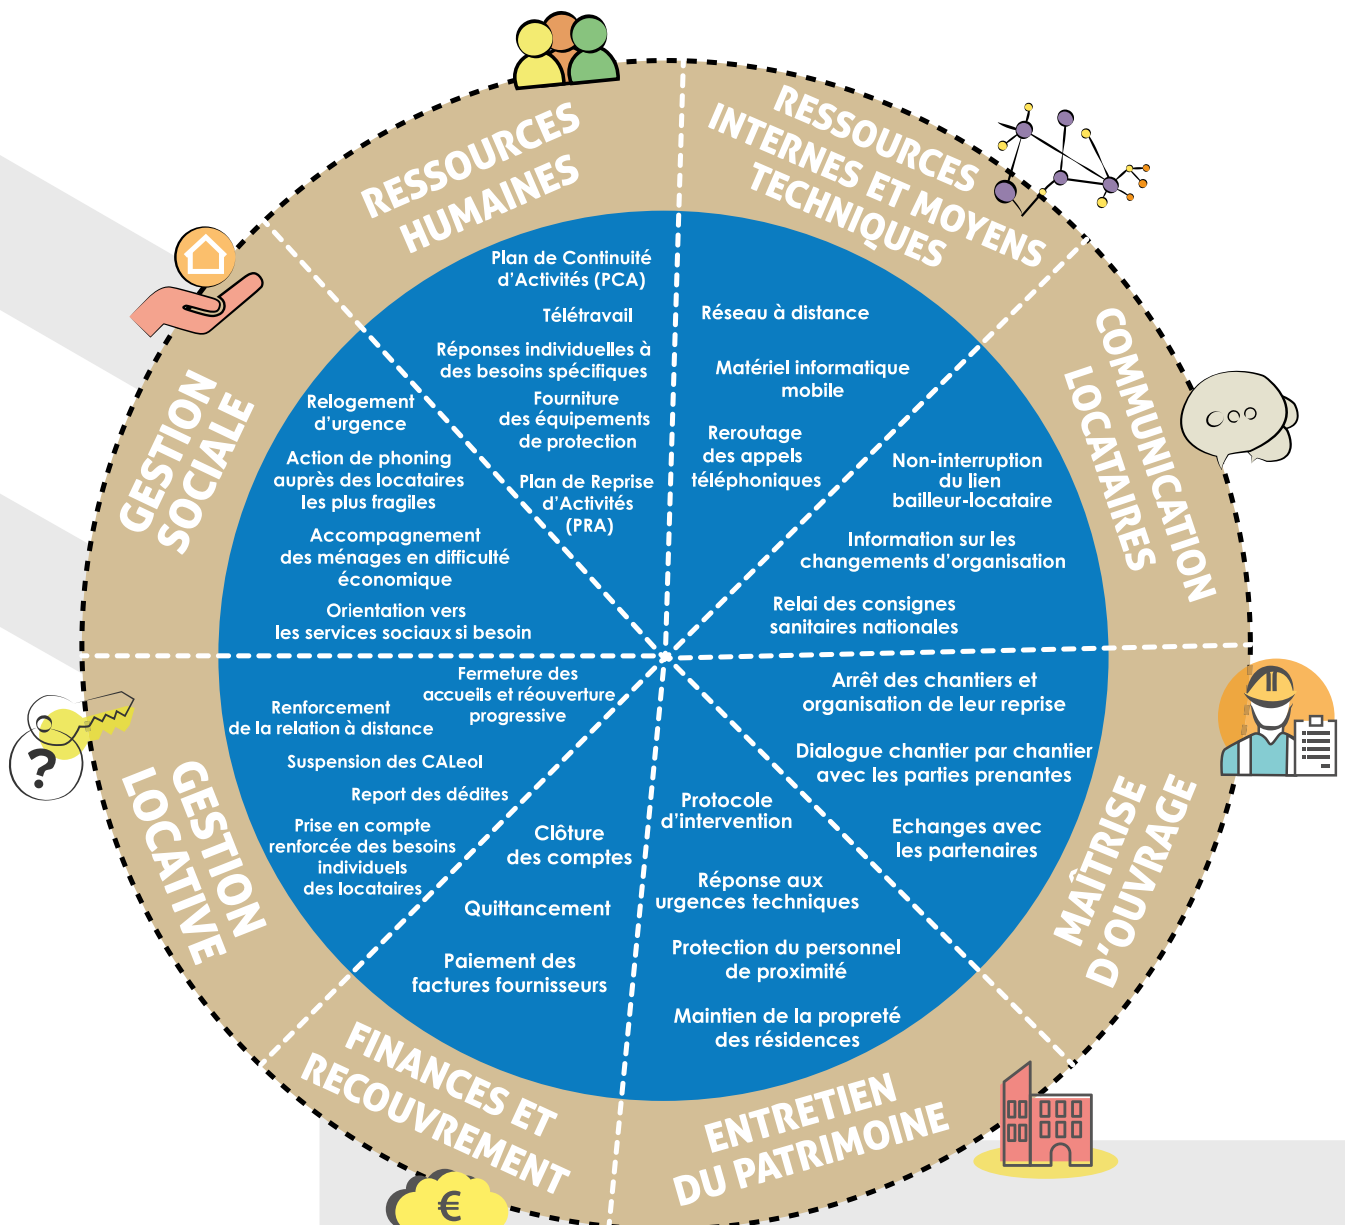 RESSOURCES
HUMAINES
Plan de Continuité
d'Activités (PCA)
Télétravail
Réponses individuelles à
des besoins spécifiques
Fourniture
des équipements
de protection
Plan de Reprise
d'Activités
(PRA)
RESSOURCES
INTERNES ET MOYENS
TECHNIQUES
Réseau à distance
Matériel informatique
mobile
Reroutage
des appels
téléphoniques
COMMUNICATION
LOCATAIRES
Non-interruption
du lien
bailleur-locataire
Information sur les
changements d'organisation
Relai des consignes
sanitaires nationales
MAÎTRISE
D'OUVRAGE
Arrêt des chantiers et
organisation de leur reprise
Dialogue chantier par chantier
avec les parties prenantes
Echanges avec
les partenaires
ENTRETIEN
DU PATRIMOINE
Protocole
d'intervention
Réponse aux
urgences techniques
Protection du personnel
de proximité
Maintien de la propreté
des résidences
FINANCES ET
RECOUVREMENT
Clôture
des comptes
Quittancement
Paiement des
factures fournisseurs
€
GESTION
LOCATIVE
Fermeture des
accueils et réouverture
progressive
Renforcement
de la relation à distance
Suspension des CALeol
Report des dédites
Prise en compte
renforcée des besoins
individuels
des locataires
?
GESTION
SOCIALE
Relogement
d'urgence
Action de phoning
auprès des locataires
les plus fragiles
Accompagnement
des ménages en difficulté
économique
Orientation vers
les services sociaux si besoin